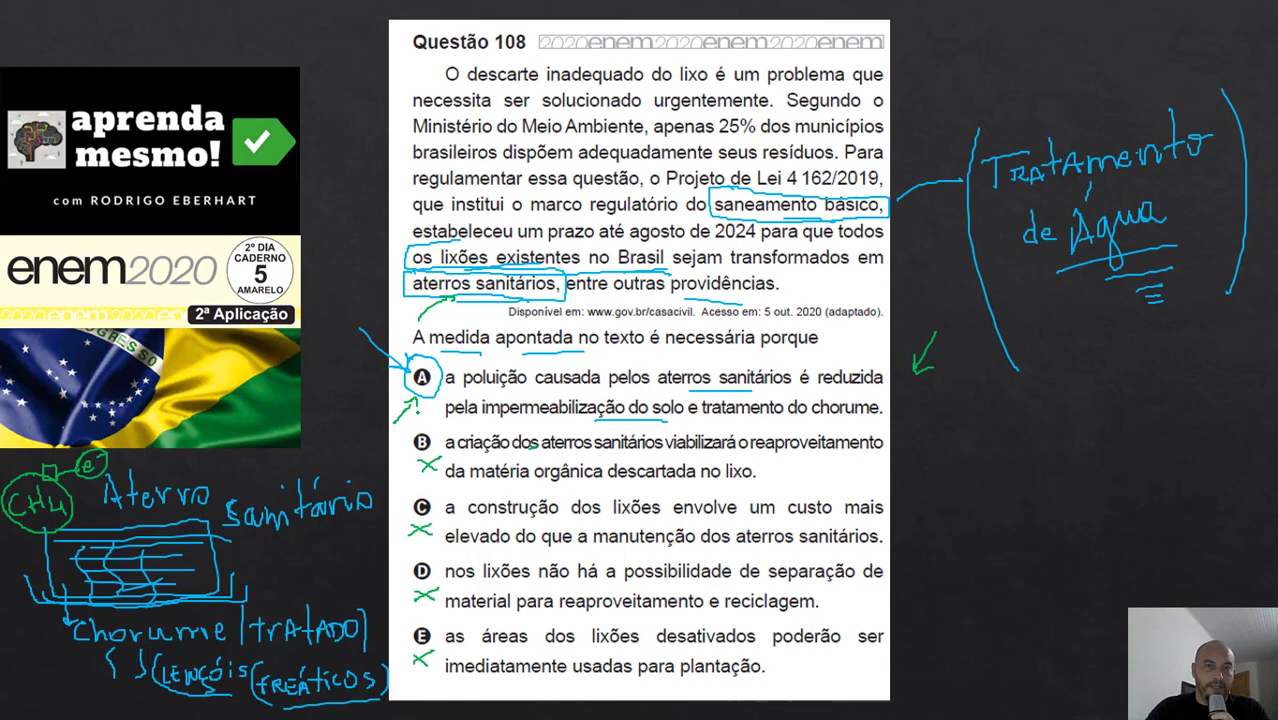 aprenda
mesmo!
com RODRIGO EBERHART
enem2020
2º DIA
CADERNO
5
AMARELO
2ª Aplicação
Questão 108
2020enem2020enem2020enem
O descarte inadequado do lixo é um problema que
necessita ser solucionado urgentemente. Segundo o
Ministério do Meio Ambiente, apenas 25% dos municípios
brasileiros dispõem adequadamente seus resíduos. Para
regulamentar essa questão, o Projeto de Lei 4 162/2019,
que institui o marco regulatório do saneamento básico,
estabeleceu um prazo até agosto de 2024 para que todos
os lixões existentes no Brasil sejam transformados em
aterros sanitários, entre outras providências.
Disponível em: www.gov.br/casacivil. Acesso em: 5 out. 2020 (adaptado).
A medida apontada no texto é necessária porque
A a poluição causada pelos aterros sanitários é reduzida
pela impermeabilização do solo e tratamento do chorume.
B a criação dos aterros sanitários viabilizará o reaproveitamento
da matéria orgânica descartada no lixo.
C a construção dos lixões envolve um custo mais
elevado do que a manutenção dos aterros sanitários.
D nos lixões não há a possibilidade de separação de
material para reaproveitamento e reciclagem.
E as áreas dos lixões desativados poderão ser
imediatamente usadas para plantação.
TRATAMENTO
de Água
CH4
e-
Aterro
sanitário
Chorume TRATADO
(LENÇÓIS
(FREÁTICOS)